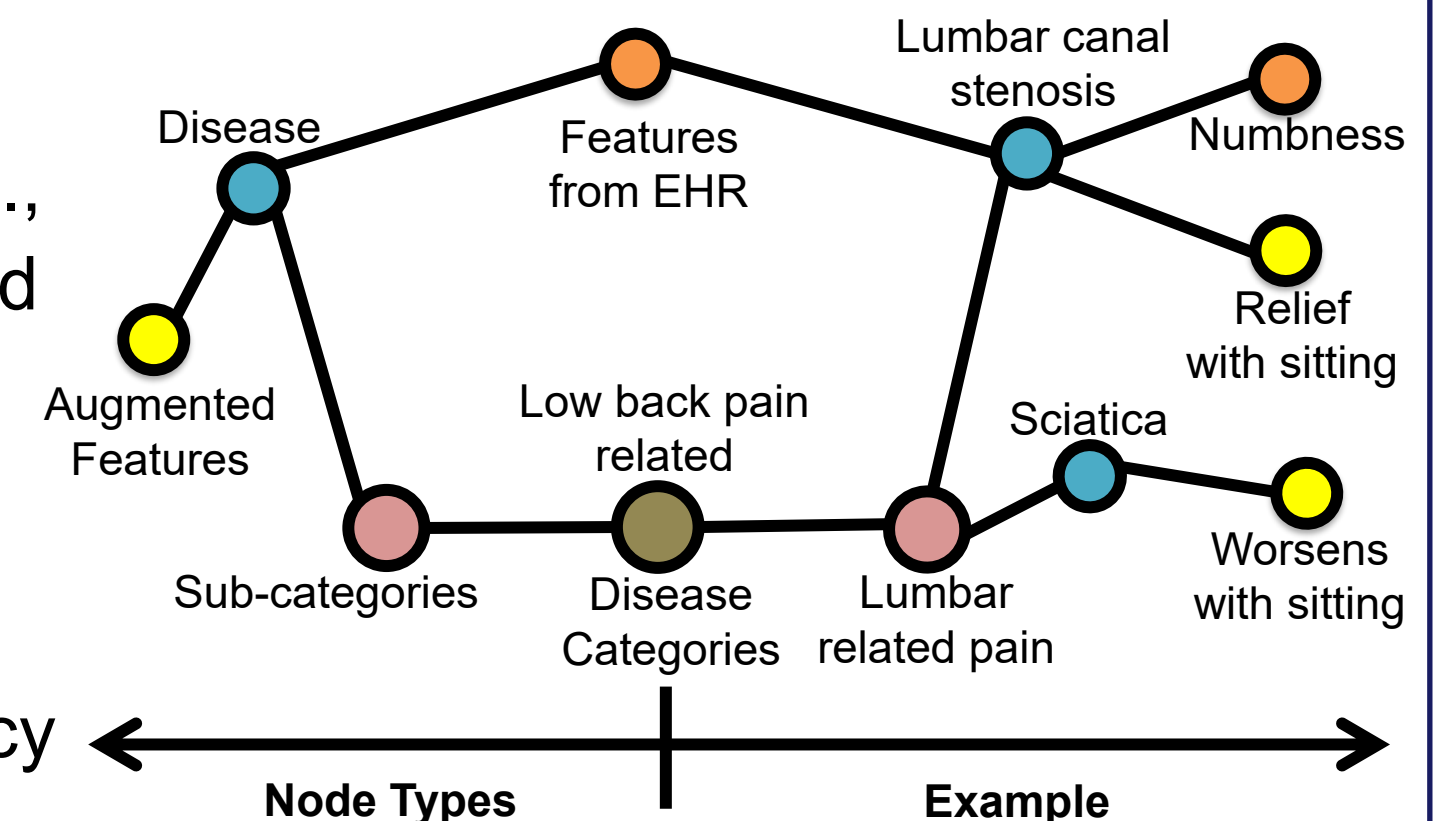 Lumbar canal
stenosis
Disease
Features
from EHR
Numbness
.,
d
Relief
with sitting
Augmented
Features
Low back pain
related
Sciatica
Sub-categories
Disease
Categories
Lumbar
related pain
Worsens
with sitting
cy
Node Types
Example